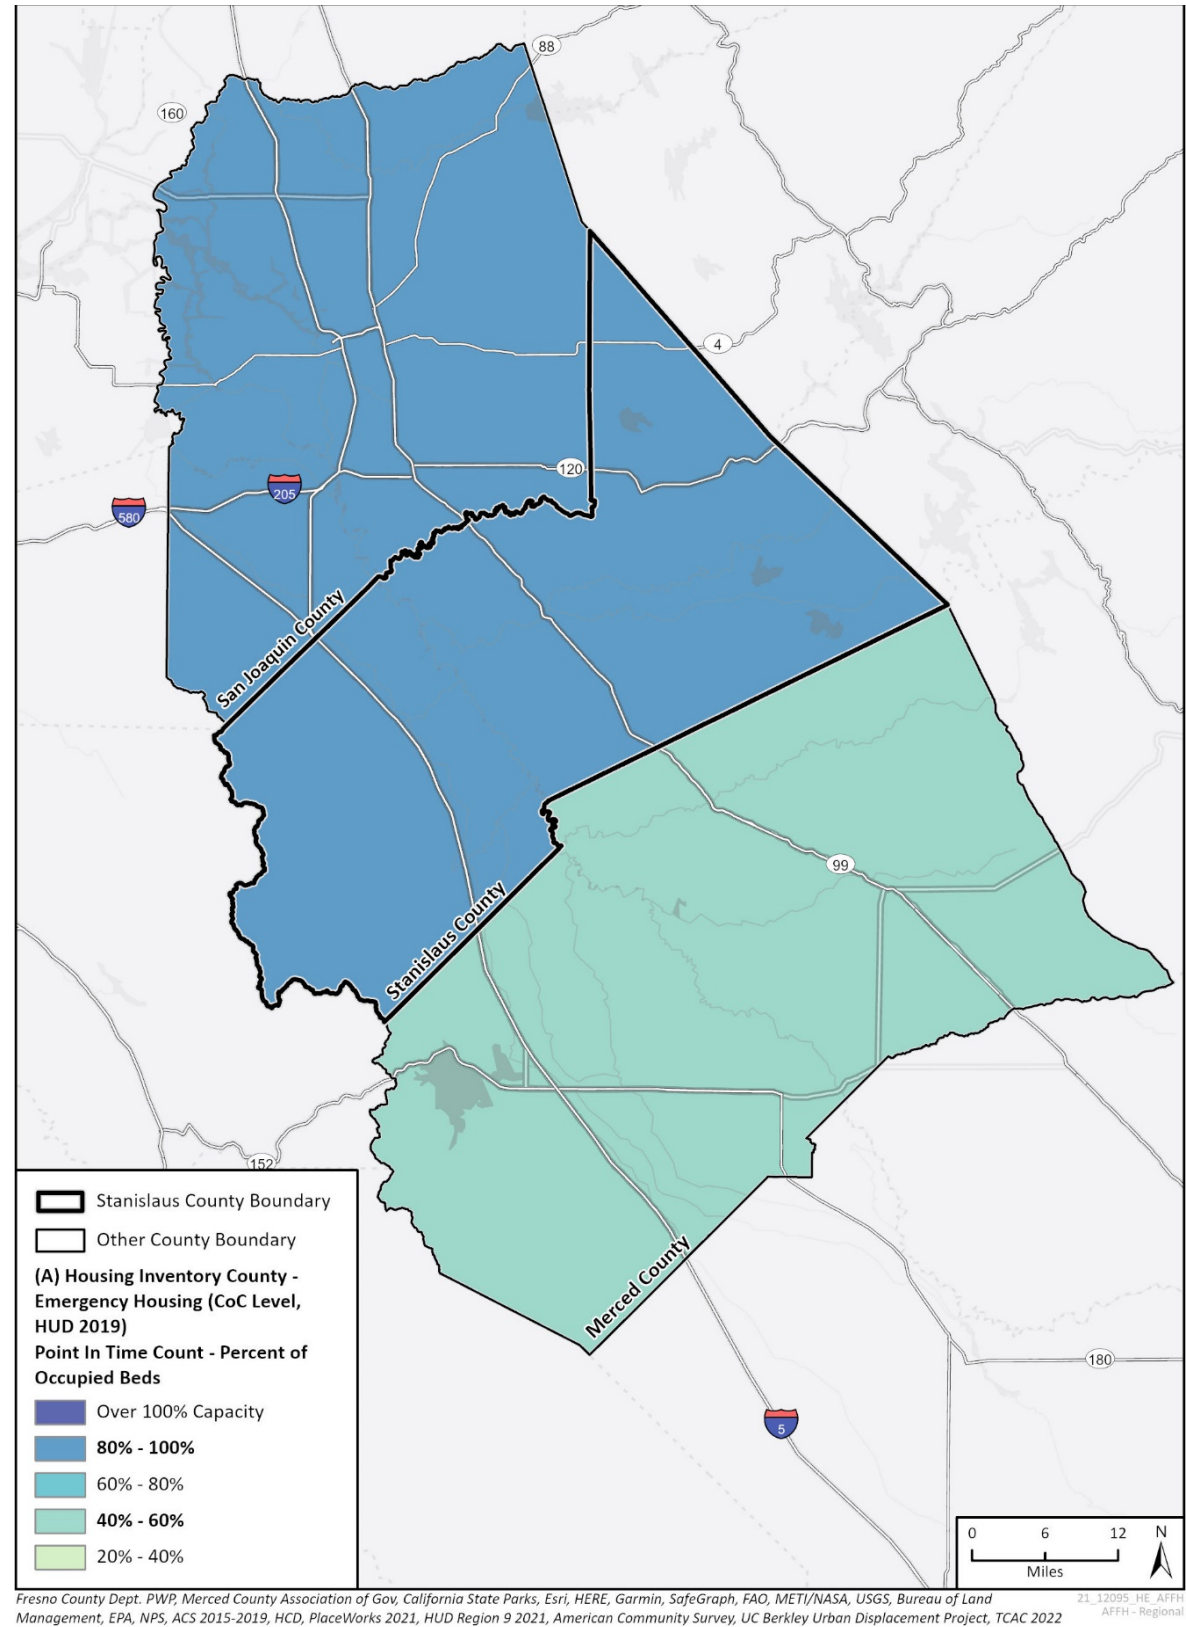 88
160
4
120
205
580
San Joaquin County
99
Stanislaus County
152
Merced County
180
5
Stanislaus County Boundary
Other County Boundary
(A) Housing Inventory County -
Emergency Housing (CoC Level,
HUD 2019)
Point In Time Count - Percent of
Occupied Beds
Over 100% Capacity
80% - 100%
60% - 80%
40% - 60%
20% - 40%
0 6 12
Miles
N
Fresno County Dept. PWP, Merced County Association of Gov, California State Parks, Esri, HERE, Garmin, SafeGraph, FAO, METI/NASA, USGS, Bureau of Land
Management, EPA, NPS, ACS 2015-2019, HCD, PlaceWorks 2021, HUD Region 9 2021, American Community Survey, UC Berkley Urban Displacement Project, TCAC 2022
21_12095_HE_AFFH
AFFH - Regional